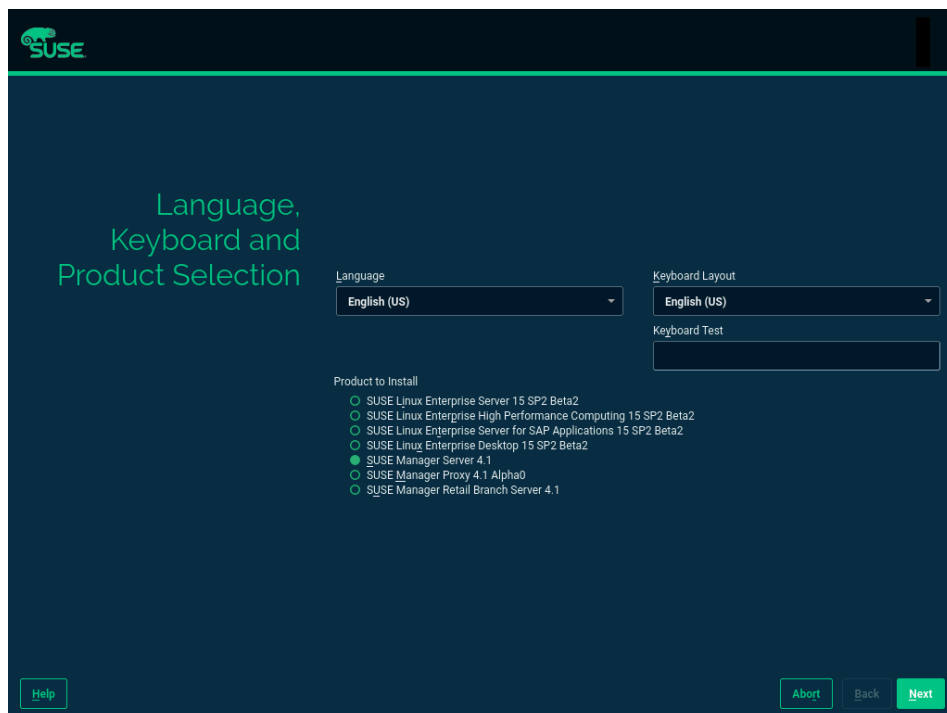 SUSE
Language,
Keyboard and
Product Selection
Language
Keyboard Layout
English (US)
English (US)
Keyboard Test
Product to Install
SUSE Linux Enterprise Server 15 SP2 Beta2
SUSE Linux Enterprise High Performance Computing 15 SP2 Beta2
SUSE Linux Enterprise Server for SAP Applications 15 SP2 Beta2
SUSE Linux Enterprise Desktop 15 SP2 Beta2
SUSE Manager Server 4.1
SUSE Manager Proxy 4.1 Alpha0
SUSE Manager Retail Branch Server 4.1
Help
Abort
Back
Next